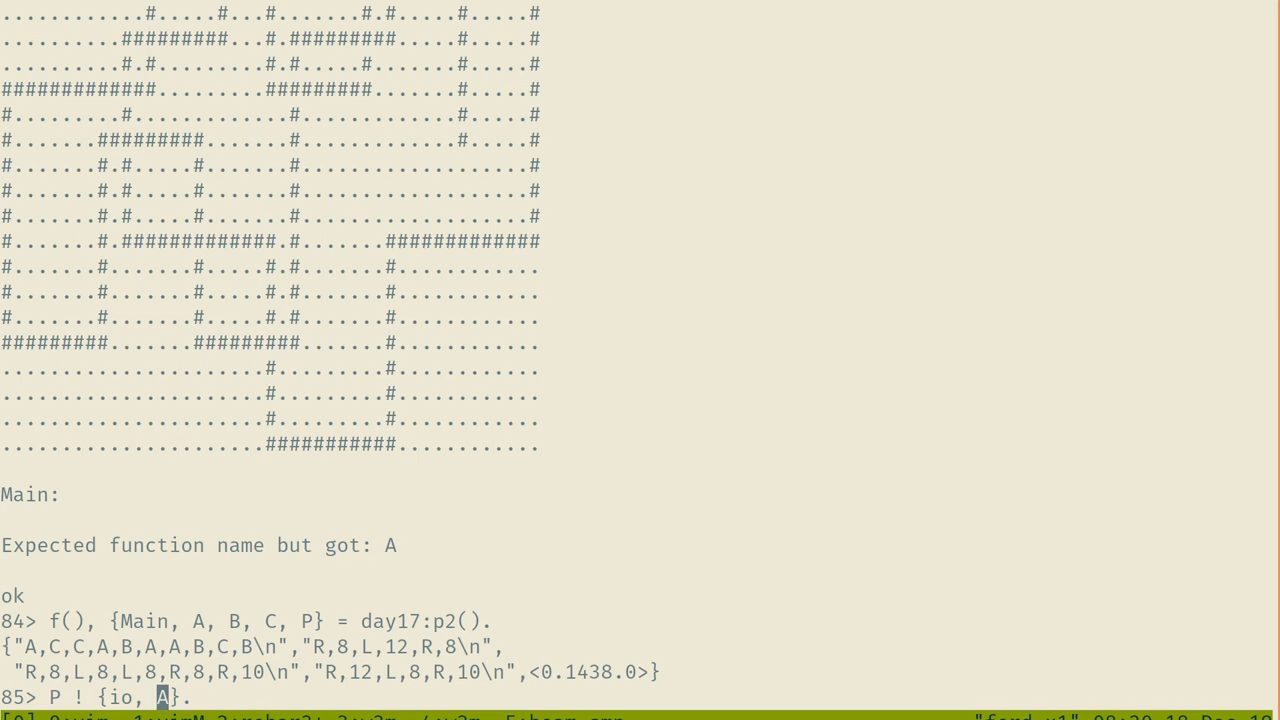 ............#.....#...#.......#.#.....#.....#
..........#########...#.#########.....#.....#
..........#.#.........#.#.....#.......#.....#
#############.........#########.......#.....#
#.........#.............#.............#.....#
#.......#########.......#.............#.....#
#.......#.#.....#.......#...................#
#.......#.#.....#.......#...................#
#.......#.#.....#.......#...................#
#.......#.#############.#.......#############
#.......#.......#.....#.#.......#............
#.......#.......#.....#.#.......#............
#.......#.......#.....#.#.......#............
#########.......#########.......#............
......................#.........#............
......................#.........#............
......................#.........#............
......................###########............
Main:
Expected function name but got: A
ok
84> f(), {Main, A, B, C, P} = day17:p2().
{"A,C,C,A,B,A,A,B,C,B\n","R,8,L,12,R,8\n",
 "R,8,L,8,L,8,R,8,R,10\n","R,12,L,8,R,10\n",<0.1438.0>}
85> P ! {io, A}.